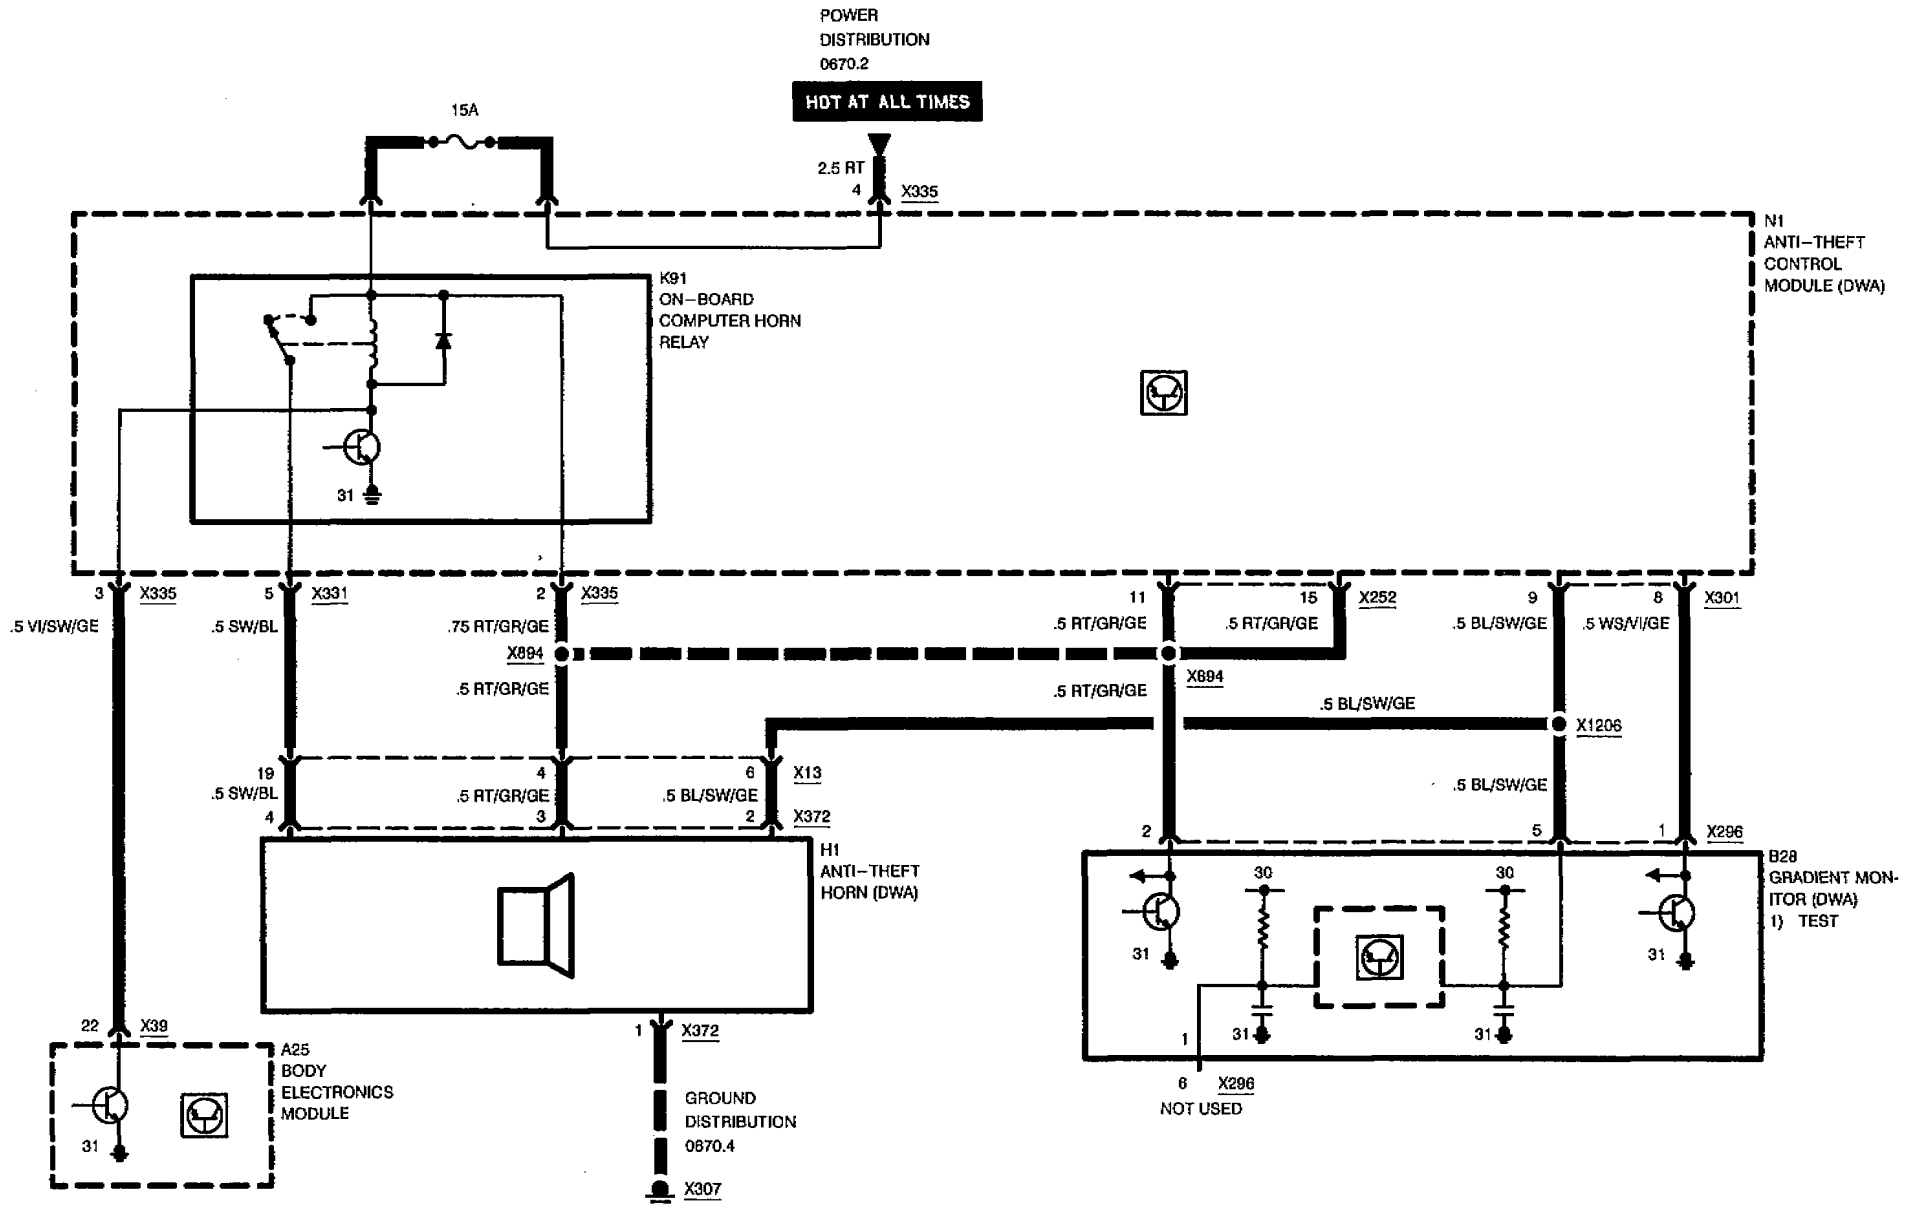 POWER
DISTRIBUTION
0670.2
HOT AT ALL TIMES
15A
2.5 RT
4 X335
N1
ANTI-THEFT
CONTROL
MODULE (DWA)
K91
ON-BOARD
COMPUTER HORN
RELAY
31
3 X335
5 X331
2 X335
11
15 X252
9
8 X301
.5 VI/SW/GE
.5 SW/BL
.75 RT/GR/GE
.5 RT/GR/GE
.5 RT/GR/GE
.5 BL/SW/GE
.5 WS/VI/GE
X894
X894
.5 RT/GR/GE
.5 RT/GR/GE
.5 BL/SW/GE
X1206
19
4
6 X13
.5 SW/BL
.5 RT/GR/GE
.5 BL/SW/GE
.5 BL/SW/GE
4
3
2 X372
2
5
1 X296
H1
ANTI-THEFT
HORN (DWA)
B28
GRADIENT MON-
ITOR (DWA)
1) TEST
30
30
31
31
31
31
1
6 X296
NOT USED
1 X372
22 X39
A25
BODY
ELECTRONICS
MODULE
31
GROUND
DISTRIBUTION
0670.4
X307